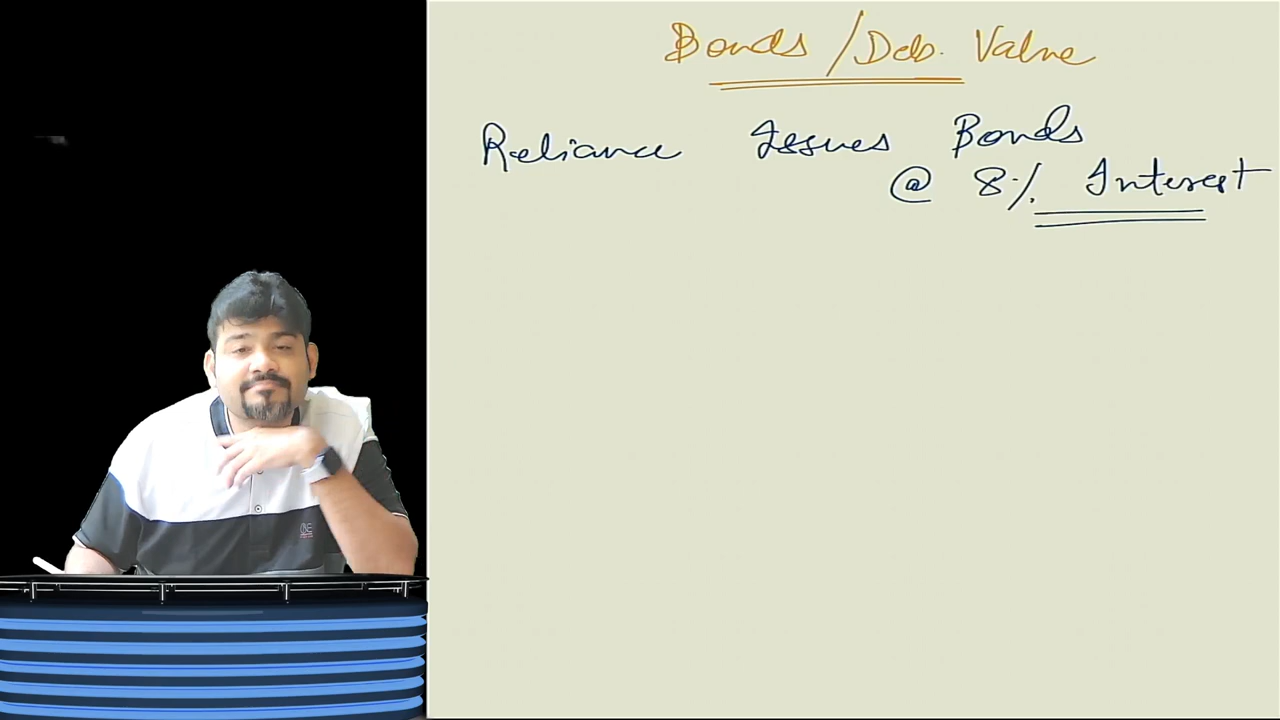 Bonds / Deb. Value
Reliance Issues Bonds
@ 8% Interest